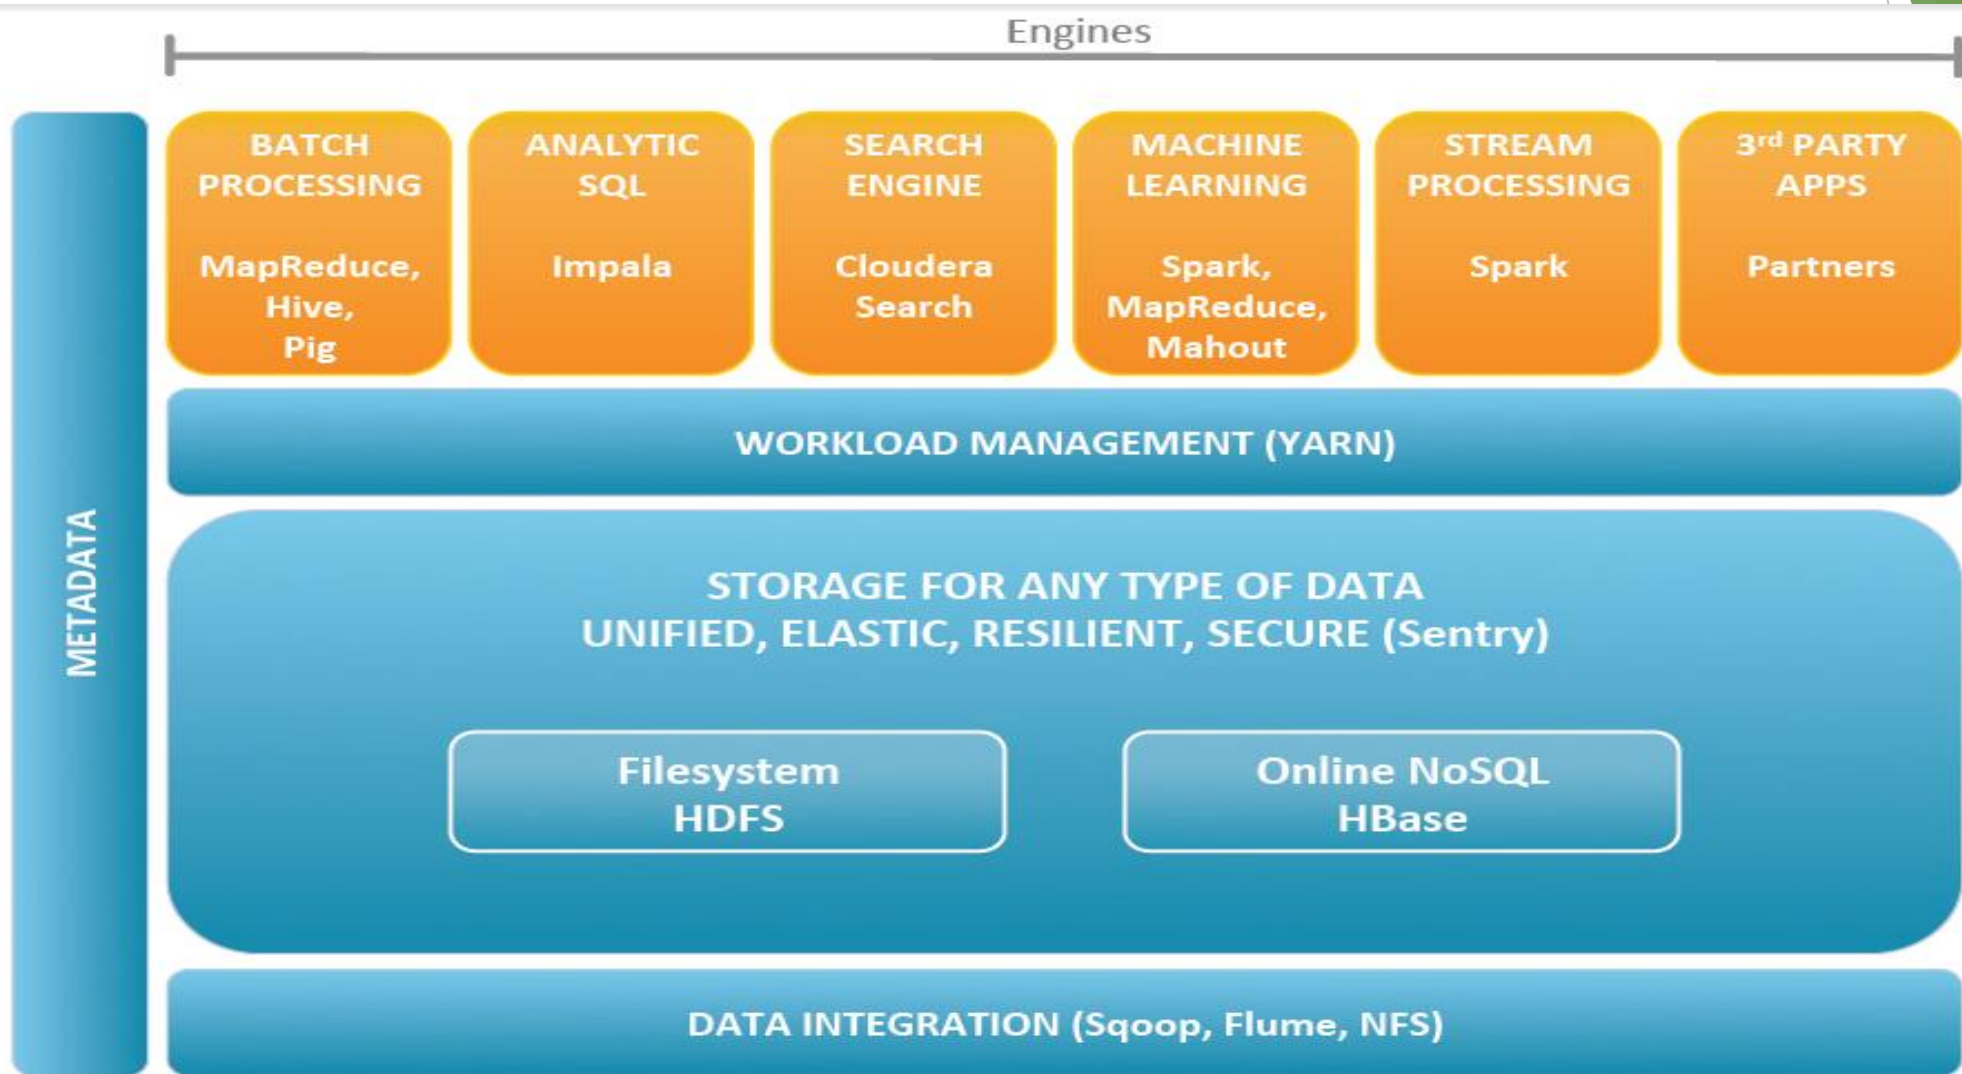 Engines
METADATA
BATCH
PROCESSING
MapReduce,
Hive,
Pig
ANALYTIC
SQL
Impala
SEARCH
ENGINE
Cloudera
Search
MACHINE
LEARNING
Spark,
MapReduce,
Mahout
STREAM
PROCESSING
Spark
3rd PARTY
APPS
Partners
WORKLOAD MANAGEMENT (YARN)
STORAGE FOR ANY TYPE OF DATA
UNIFIED, ELASTIC, RESILIENT, SECURE (Sentry)
Filesystem
HDFS
Online NoSQL
HBase
DATA INTEGRATION (Sqoop, Flume, NFS)